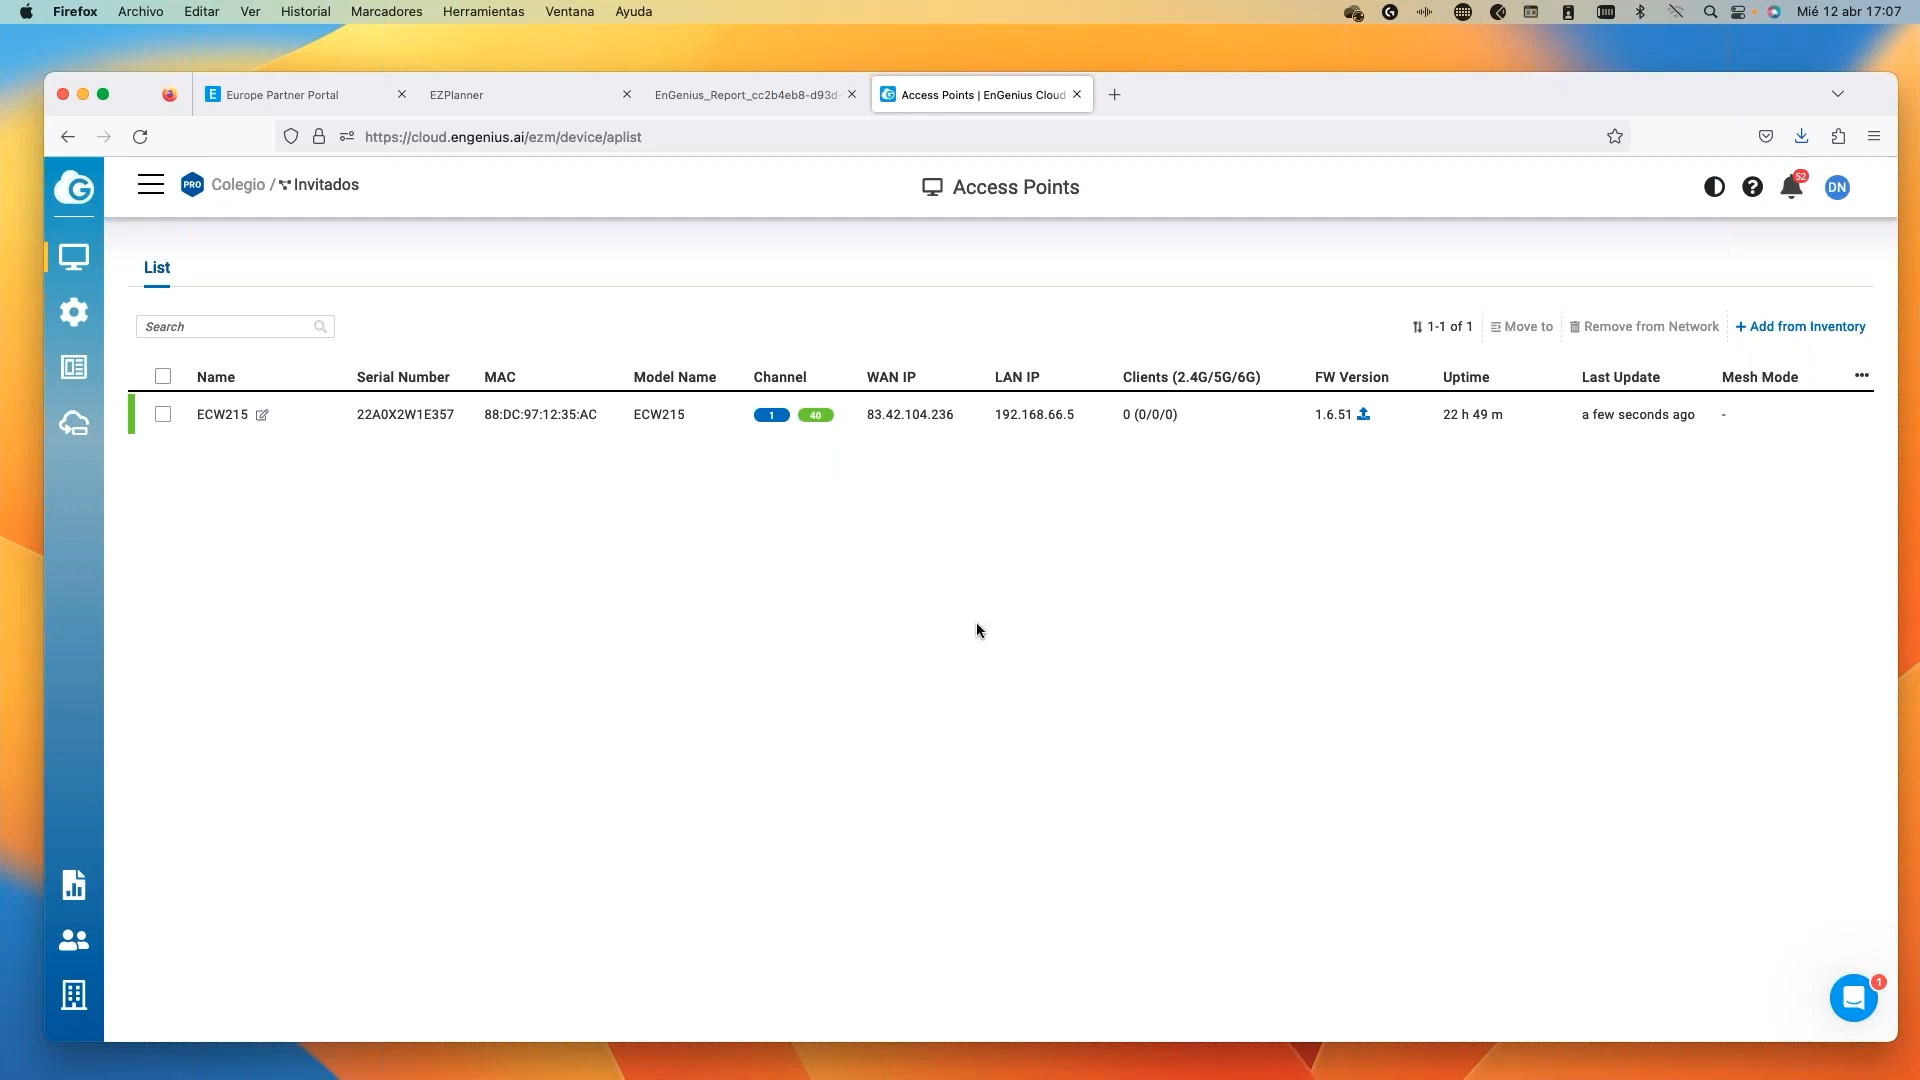 Firefox Archivo Editar Ver Historial Marcadores Herramientas Ventana Ayuda Mié 12 abr 17:07
E Europe Partner Portal EZPlanner EnGenius_Report_cc2b4eb8-d93d- Access Points | EnGenius Cloud
https://cloud.engenius.ai/ezm/device/aplist
PRO Colegio / Invitados Access Points 52 DN
List
Search 1-1 of 1 Move to Remove from Network + Add from Inventory
Name Serial Number MAC Model Name Channel WAN IP LAN IP Clients (2.4G/5G/6G) FW Version Uptime Last Update Mesh Mode
ECW215 22A0X2W1E357 88:DC:97:12:35:AC ECW215 1 40 83.42.104.236 192.168.66.5 0 (0/0/0) 1.6.51 22 h 49 m a few seconds ago -
1